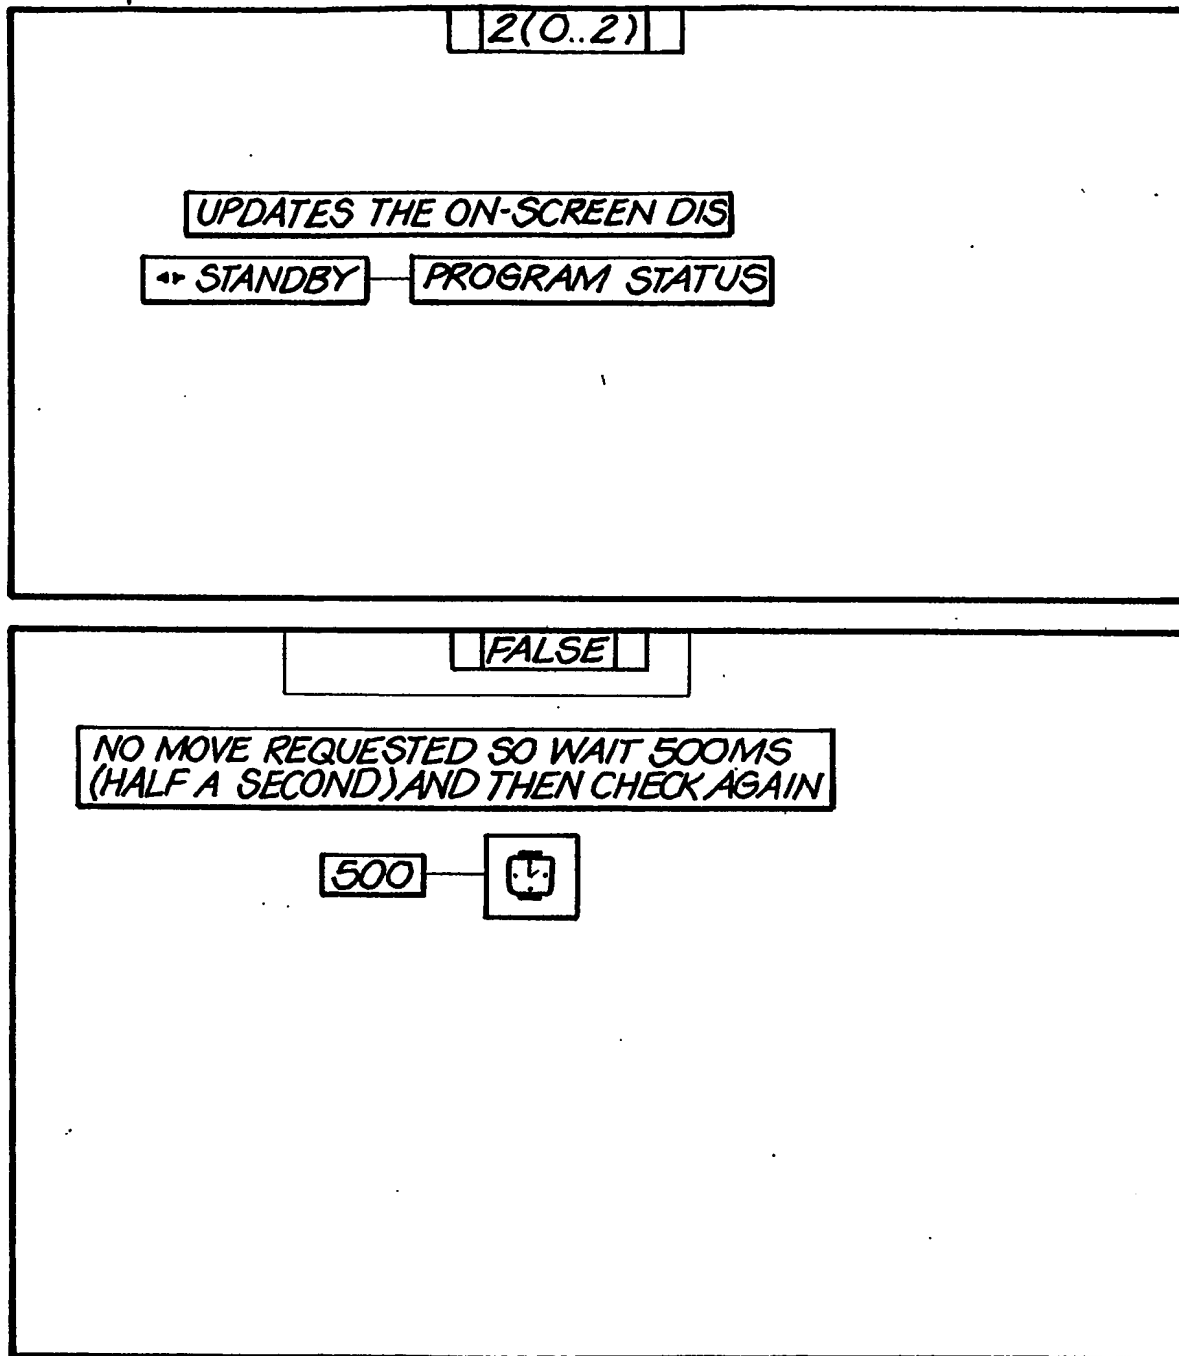 2(0..2)
UPDATES THE ON-SCREEN DIS
STANDBY PROGRAM STATUS
FALSE
NO MOVE REQUESTED SO WAIT 500MS
(HALF A SECOND) AND THEN CHECK AGAIN
500